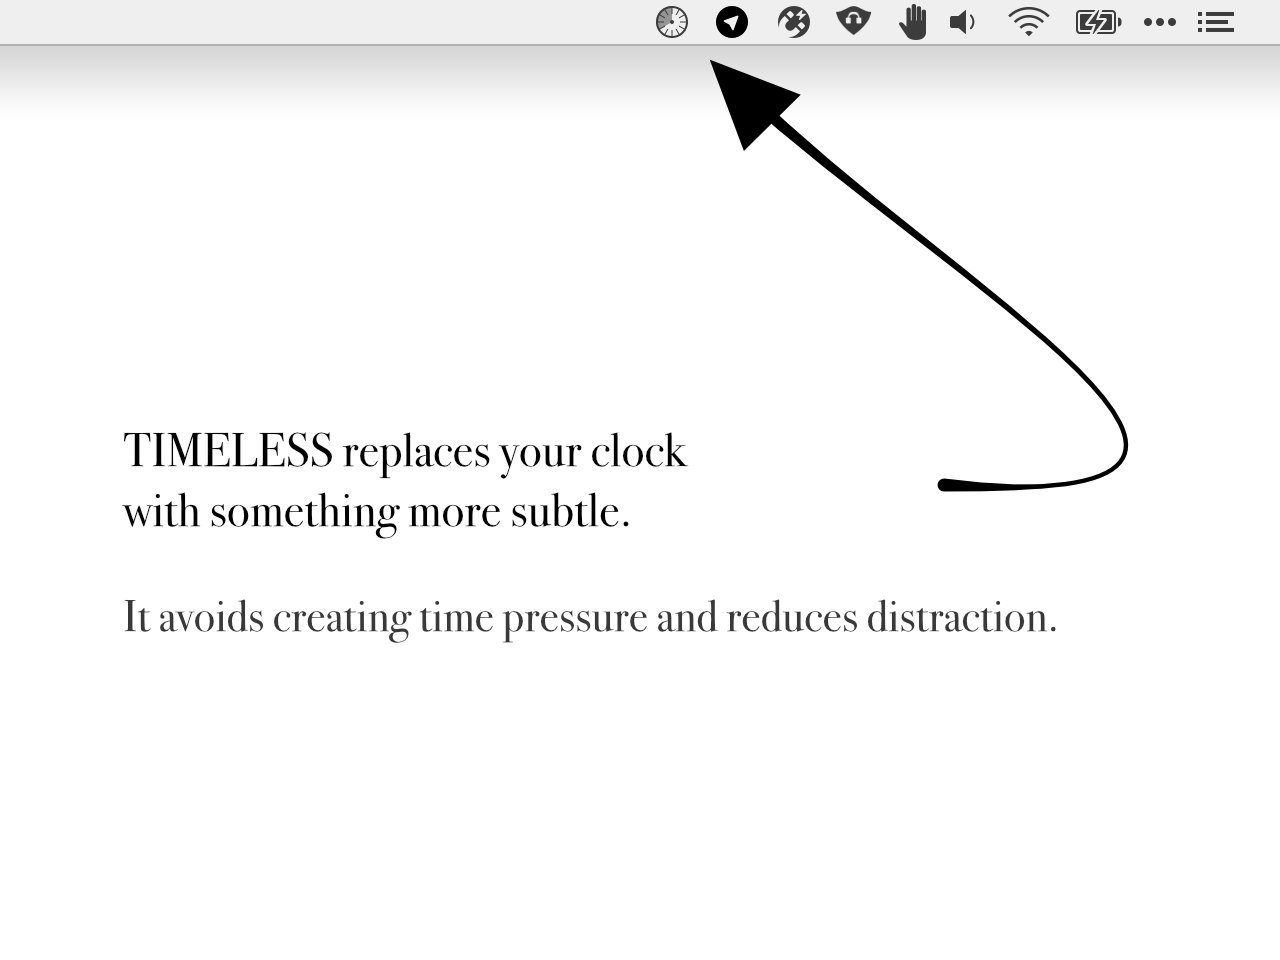 TIMELESS replaces your clock
with something more subtle.
It avoids creating time pressure and reduces distraction.